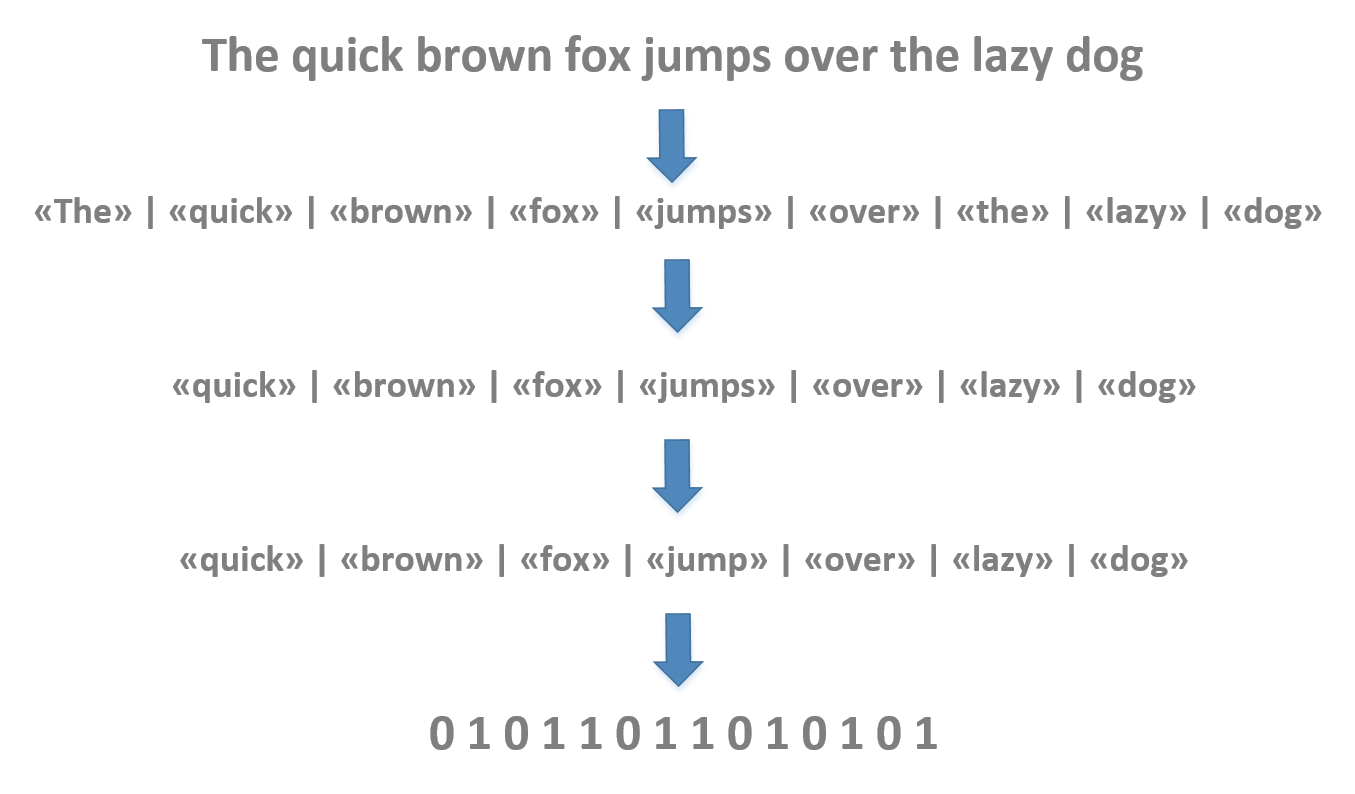 The quick brown fox jumps over the lazy dog
«The» | «quick» | «brown» | «fox» | «jumps» | «over» | «the» | «lazy» | «dog»
«quick» | «brown» | «fox» | «jumps» | «over» | «lazy» | «dog»
«quick» | «brown» | «fox» | «jump» | «over» | «lazy» | «dog»
0 1 0 1 1 0 1 1 0 1 0 1 0 1